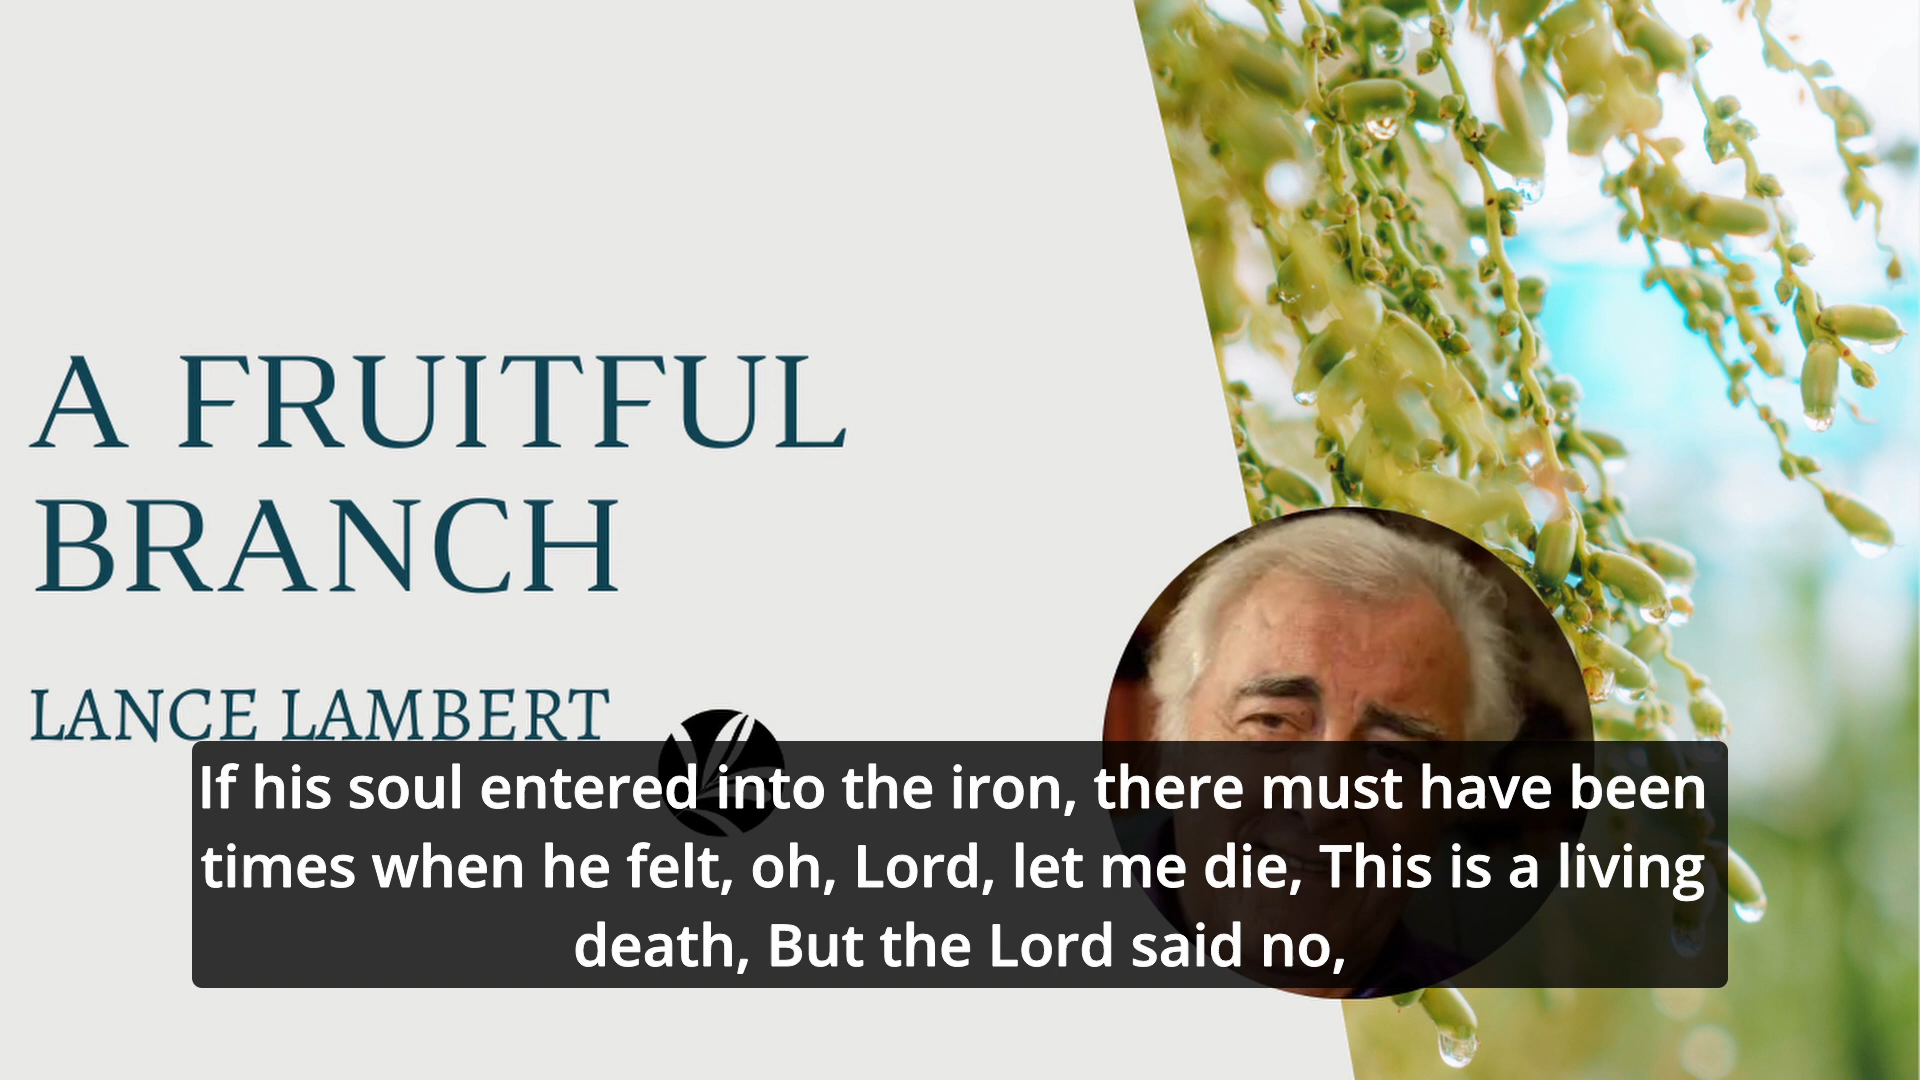 A FRUITFUL
BRANCH
LANCE LAMBERT
If his soul entered into the iron, there must have been
times when he felt, oh, Lord, let me die, This is a living
death, But the Lord said no,